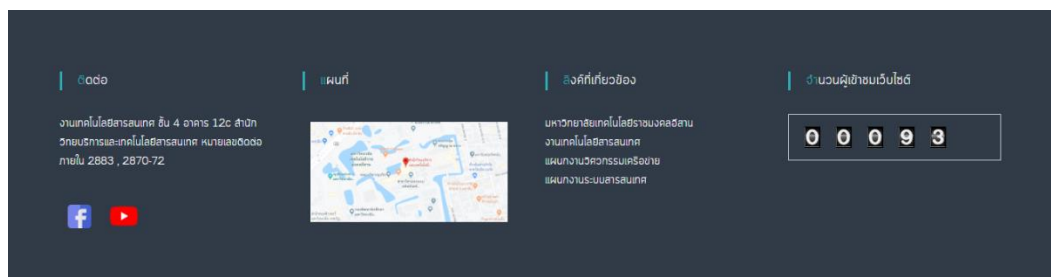 ติดต่อ
งานเทคโนโลยีสารสนเทศ ชั้น 4 อาคาร 12c สำนัก
วิทยบริการและเทคโนโลยีสารสนเทศ หมายเลขติดต่อ
ภายใน 2883 , 2870-72
แผนที่
ลิงค์ที่เกี่ยวข้อง
มหาวิทยาลัยเทคโนโลยีราชมงคลอีสาน
งานเทคโนโลยีสารสนเทศ
แผนกงานวิศวกรรมเครือข่าย
แผนกงานระบบสารสนเทศ
จำนวนผู้เข้าชมเว็บไซต์
0 0 0 9 3